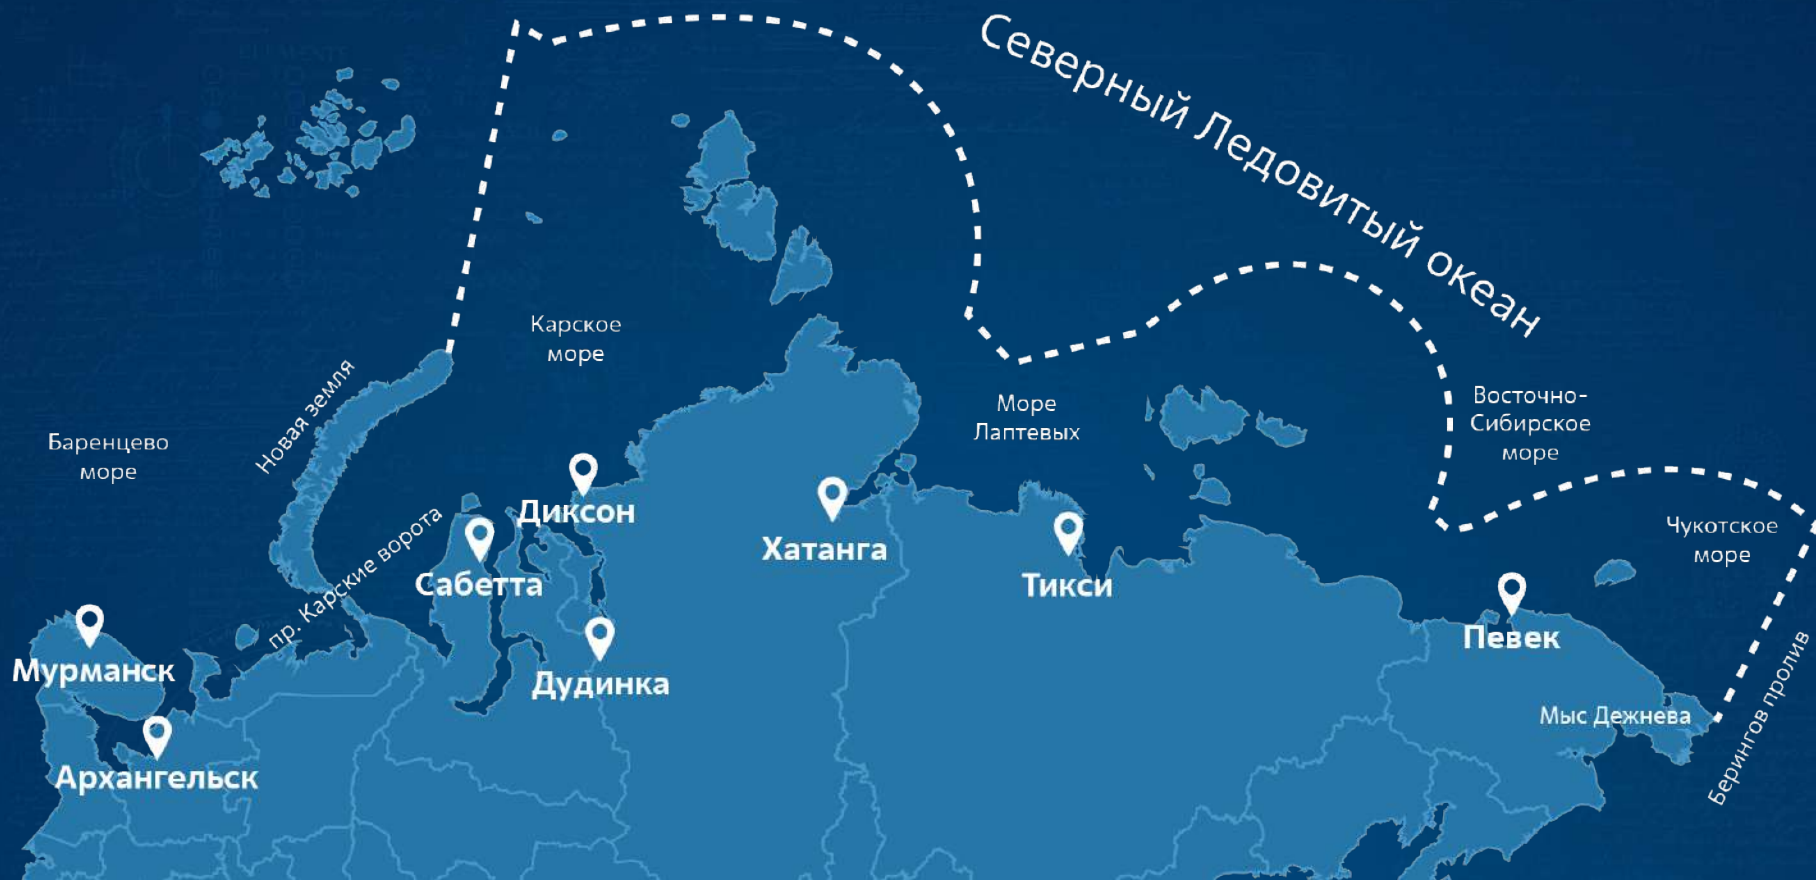 Северный Ледовитый океан
Карское
море
Новая земля
Баренцево
море
Море
Лаптевых
Восточно-
Сибирское
море
Чукотское
море
Диксон
Хатанга
пр. Карские ворота
Сабетта
Тикси
Певек
Мурманск
Дудинка
Мыс Дежнева
Берингов пролив
Архангельск